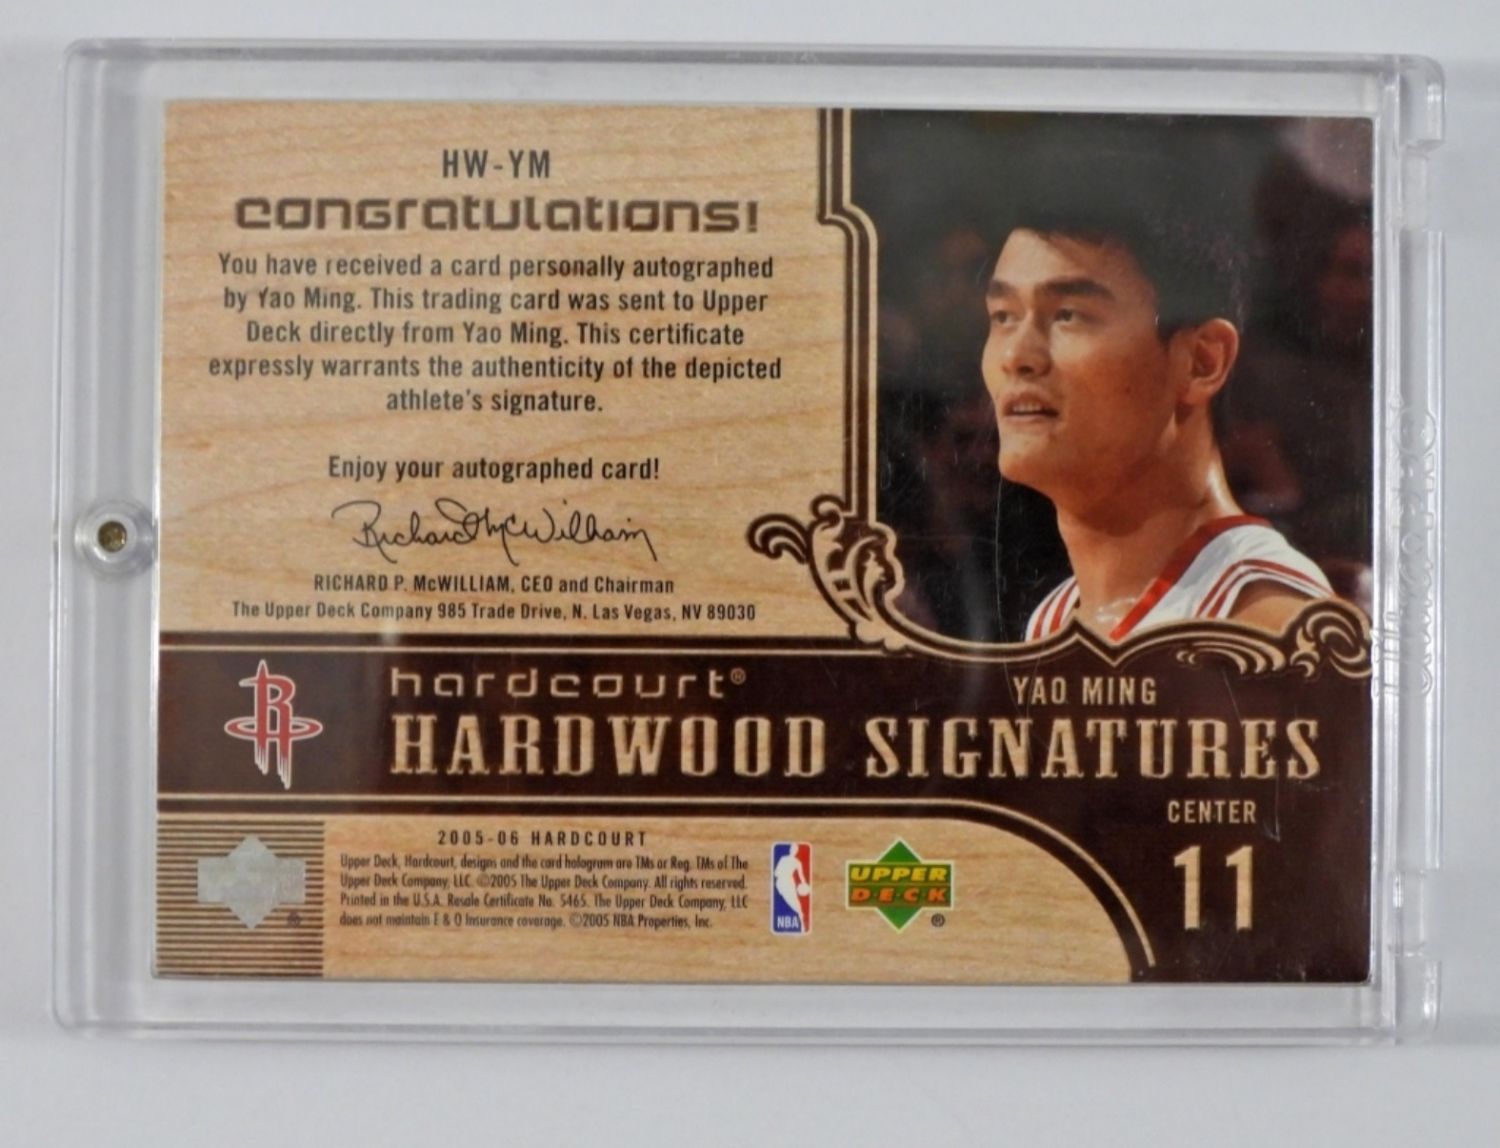 HW-YM
congratulations!
You have received a card personally autographed
by Yao Ming. This trading card was sent to Upper
Deck directly from Yao Ming. This certificate
expressly warrants the authenticity of the depicted
athlete's signature.
Enjoy your autographed card!
Richard McWilliam
RICHARD P. McWILLIAM, CEO and Chairman
The Upper Deck Company 985 Trade Drive, N. Las Vegas, NV 89030
R
hardcourt®
YAO MING
HARDWOOD SIGNATURES
CENTER
11
2005-06 HARDCOURT
Upper Deck, Hardcourt, designs and the card hologram are TMs or Reg. TMs of The
Upper Deck Company, LLC. ©2005 The Upper Deck Company. All rights reserved.
Printed in the U.S.A. Resale Certificate No. 5465. The Upper Deck Company, LLC
does not maintain E & O Insurance coverage. ©2005 NBA Properties, Inc.
NBA
UPPER
D·E·C·K
®